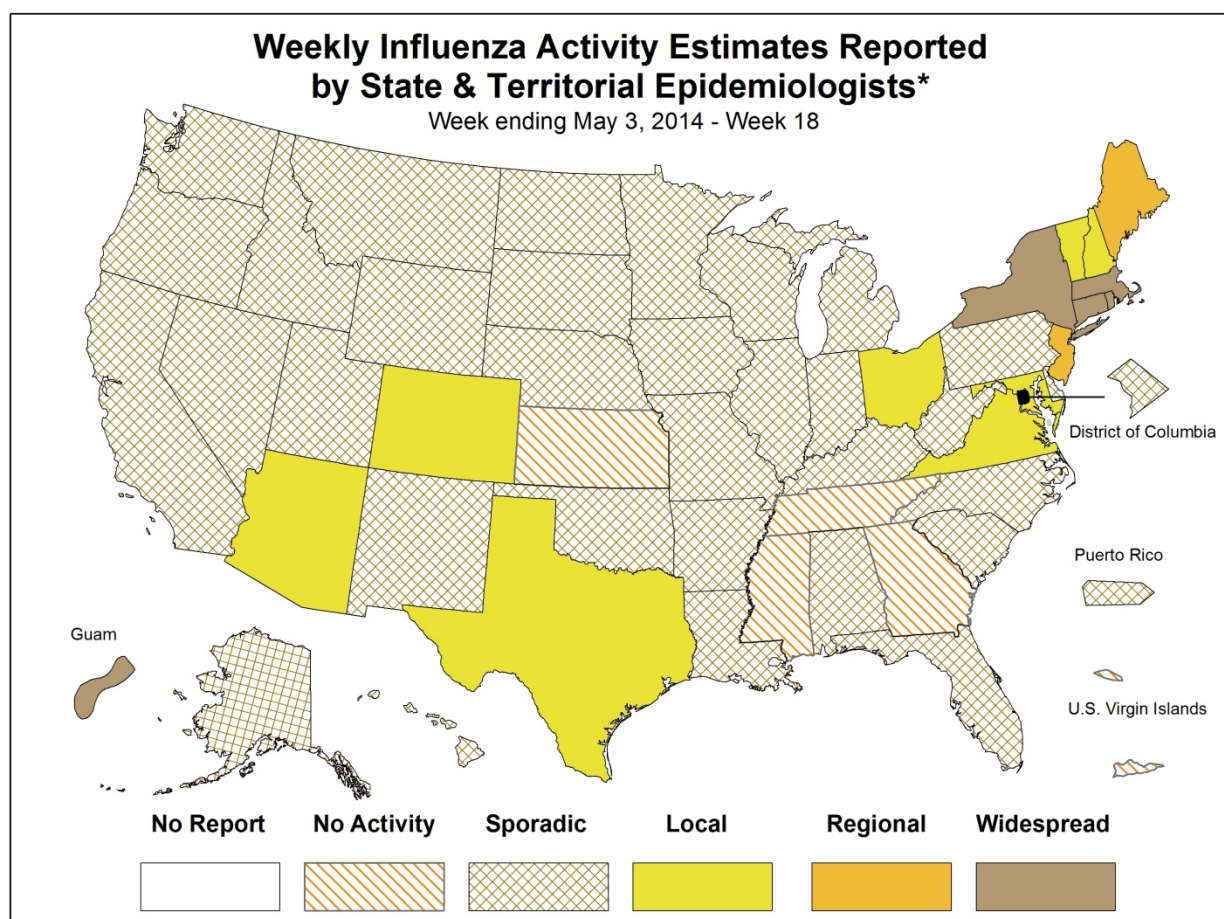 Weekly Influenza Activity Estimates Reported
by State & Territorial Epidemiologists*
Week ending May 3, 2014 - Week 18
District of Columbia
Puerto Rico
Guam
U.S. Virgin Islands
No Report No Activity Sporadic Local Regional Widespread